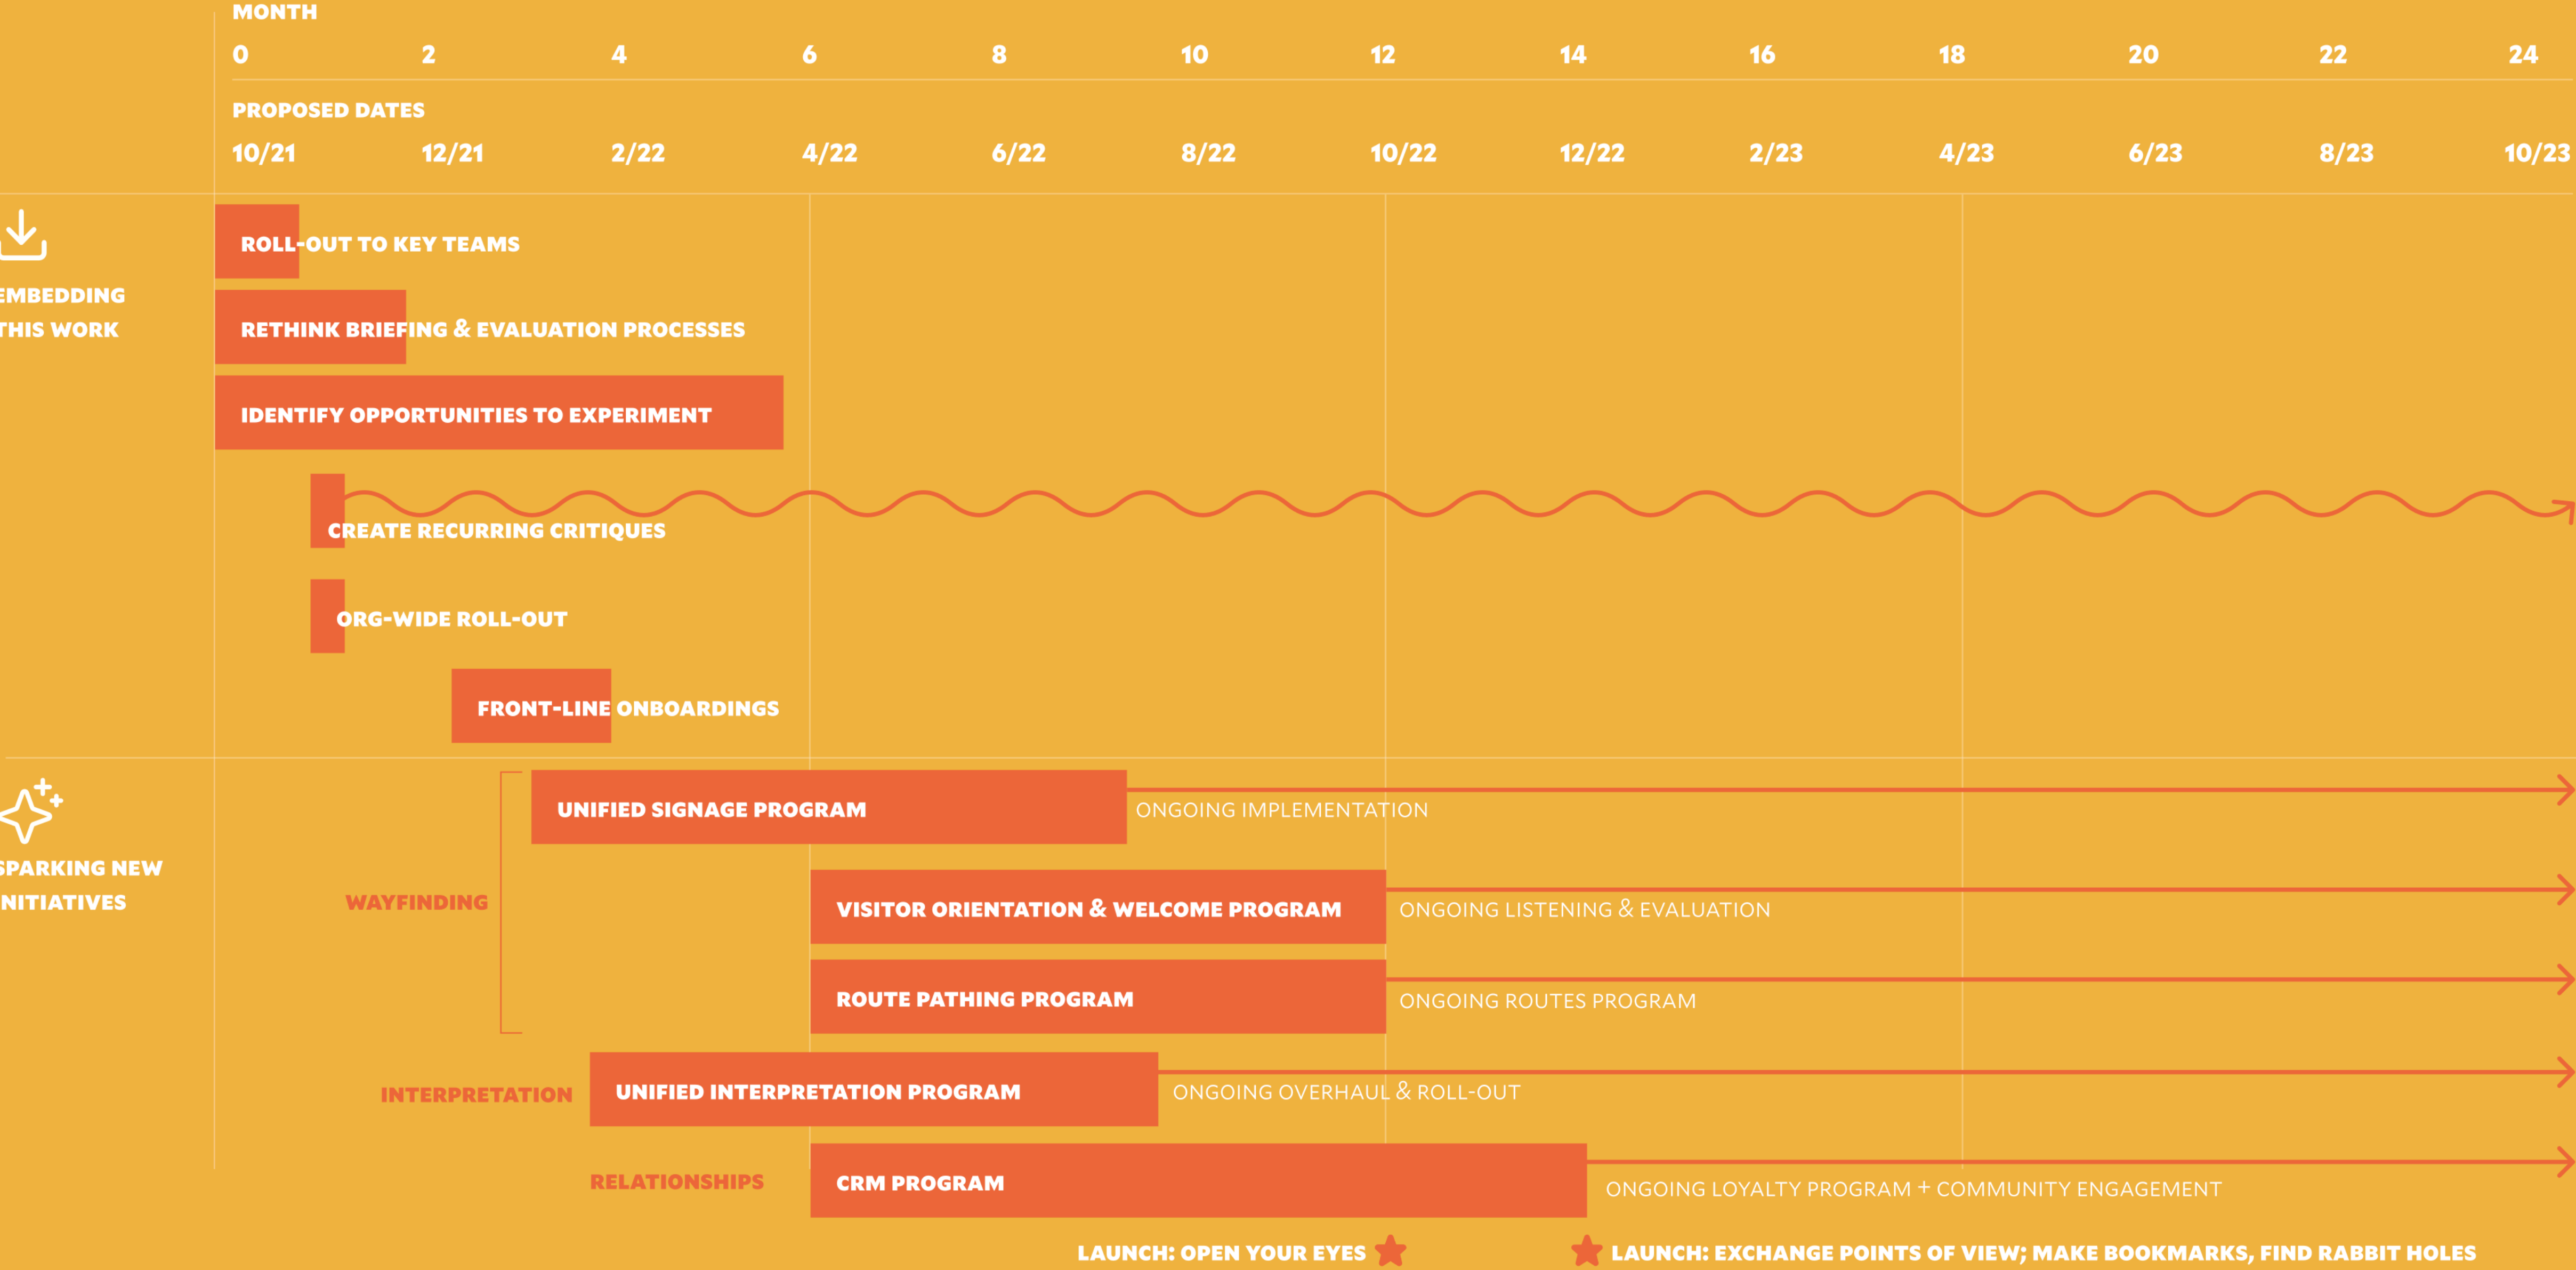 MONTH
0 2 4 6 8 10 12 14 16 18 20 22 24
PROPOSED DATES
10/21 12/21 2/22 4/22 6/22 8/22 10/22 12/22 2/23 4/23 6/23 8/23 10/23
EMBEDDING
THIS WORK
ROLL-OUT TO KEY TEAMS
RETHINK BRIEFING & EVALUATION PROCESSES
IDENTIFY OPPORTUNITIES TO EXPERIMENT
CREATE RECURRING CRITIQUES
ORG-WIDE ROLL-OUT
FRONT-LINE ONBOARDINGS
SPARKING NEW
NITIATIVES
WAYFINDING
UNIFIED SIGNAGE PROGRAM
ONGOING IMPLEMENTATION
VISITOR ORIENTATION & WELCOME PROGRAM
ONGOING LISTENING & EVALUATION
ROUTE PATHING PROGRAM
ONGOING ROUTES PROGRAM
INTERPRETATION
UNIFIED INTERPRETATION PROGRAM
ONGOING OVERHAUL & ROLL-OUT
RELATIONSHIPS
CRM PROGRAM
ONGOING LOYALTY PROGRAM + COMMUNITY ENGAGEMENT
LAUNCH: OPEN YOUR EYES
LAUNCH: EXCHANGE POINTS OF VIEW; MAKE BOOKMARKS, FIND RABBIT HOLES